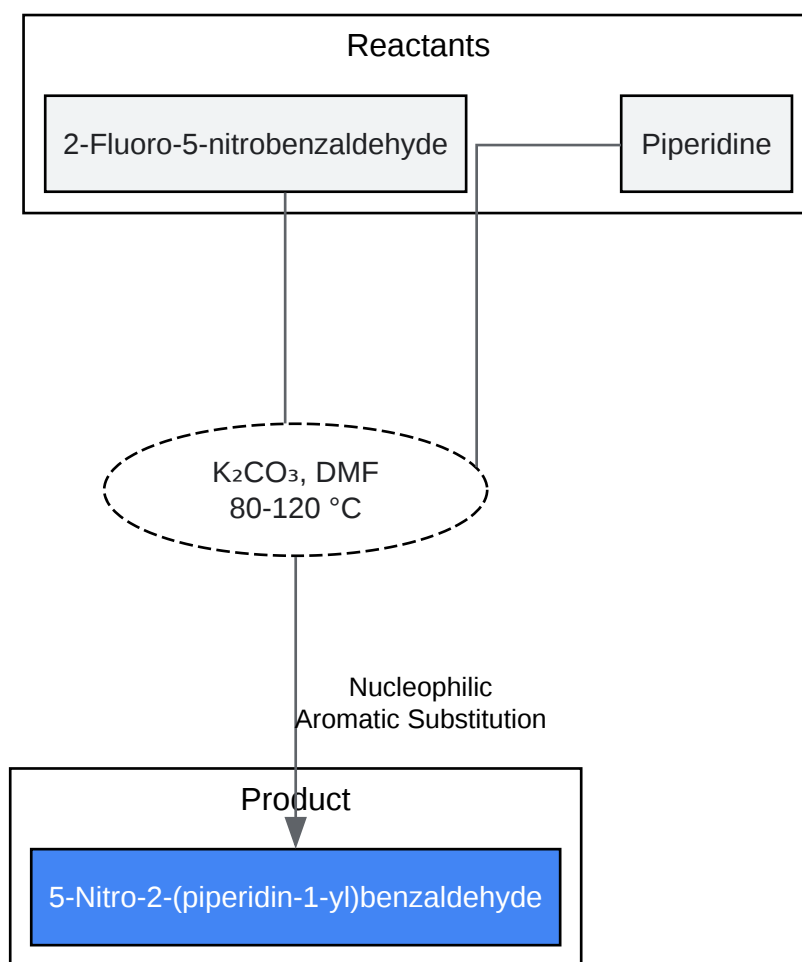 Reactants
2-Fluoro-5-nitrobenzaldehyde
Piperidine
K₂CO₃, DMF
80-120 °C
Nucleophilic
Aromatic Substitution
Product
5-Nitro-2-(piperidin-1-yl)benzaldehyde